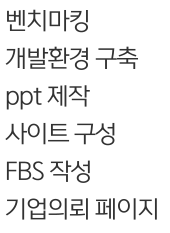 벤치마킹
개발환경 구축
ppt 제작
사이트 구성
FBS 작성
기업의뢰 페이지